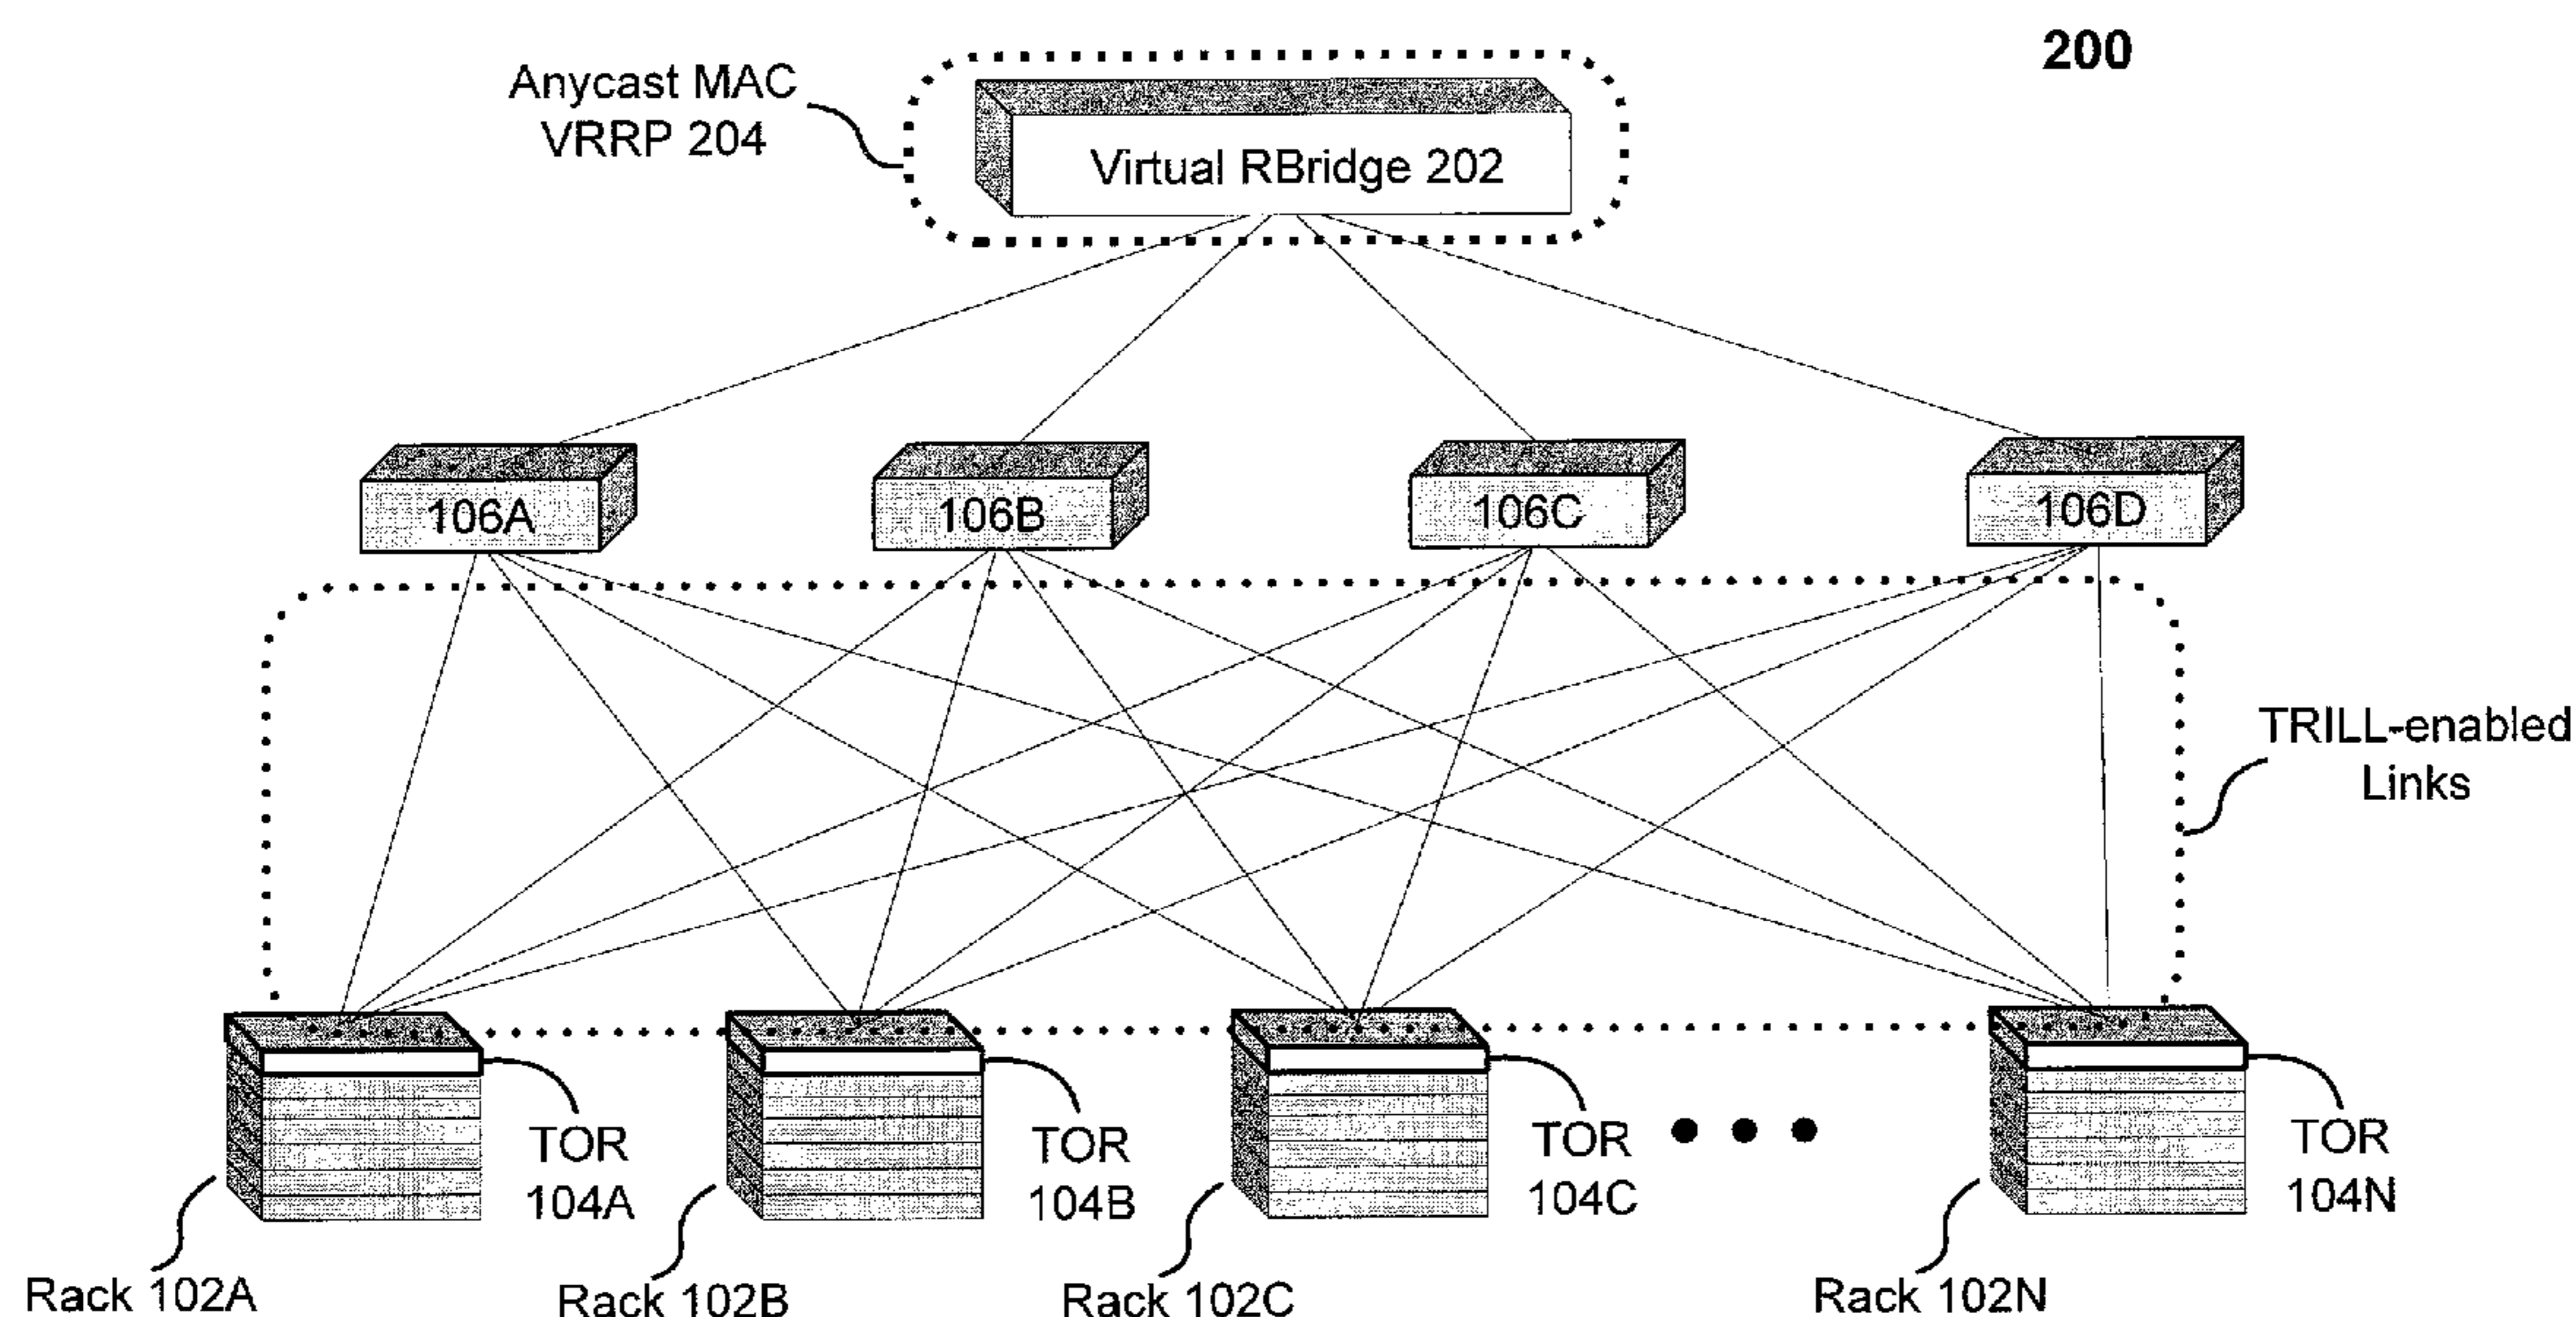 200
Anycast MAC
VRRP 204
Virtual RBridge 202
106A
106B
106C
106D
TRILL-enabled
Links
TOR
104A
TOR
104B
TOR
104C
TOR
104N
Rack 102A
Rack 102B
Rack 102C
Rack 102N